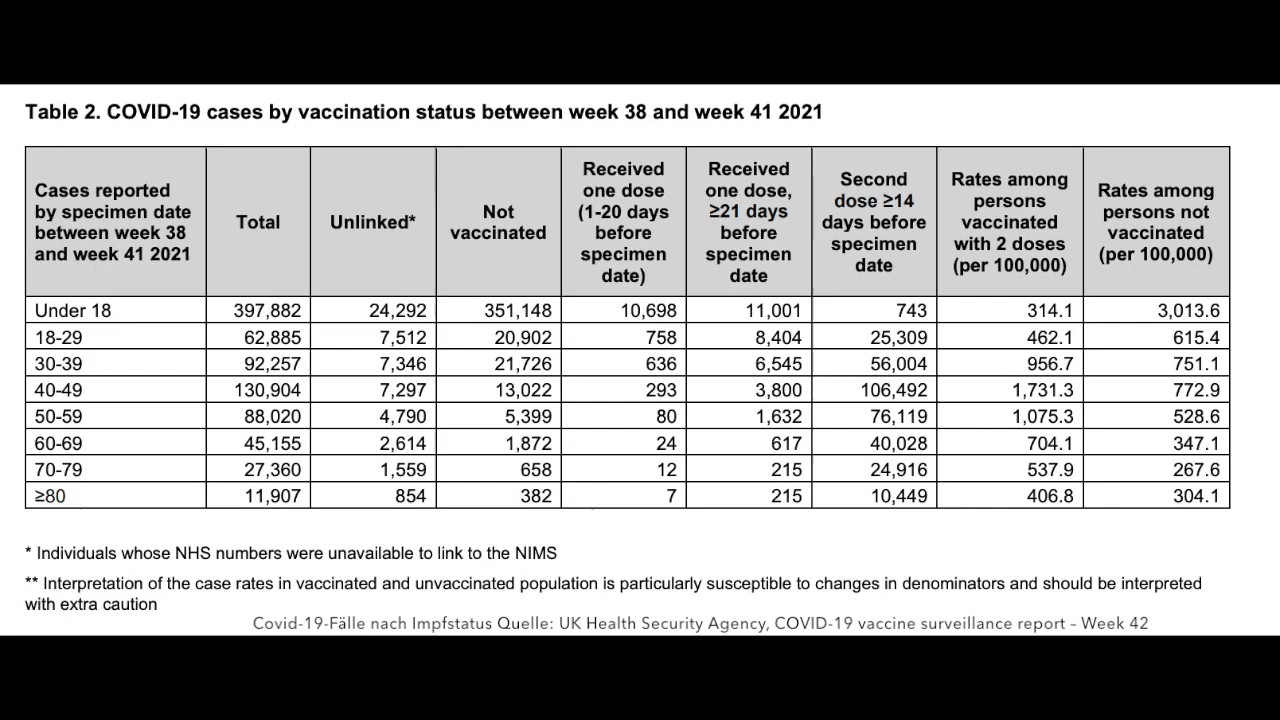 Table 2. COVID-19 cases by vaccination status between week 38 and week 41 2021
Cases reported by specimen date between week 38 and week 41 2021 Total Unlinked* Not vaccinated Received one dose (1-20 days before specimen date) Received one dose, ≥21 days before specimen date Second dose ≥14 days before specimen date Rates among persons vaccinated with 2 doses (per 100,000) Rates among persons not vaccinated (per 100,000)
Under 18 397,882 24,292 351,148 10,698 11,001 743 314.1 3,013.6
18-29 62,885 7,512 20,902 758 8,404 25,309 462.1 615.4
30-39 92,257 7,346 21,726 636 6,545 56,004 956.7 751.1
40-49 130,904 7,297 13,022 293 3,800 106,492 1,731.3 772.9
50-59 88,020 4,790 5,399 80 1,632 76,119 1,075.3 528.6
60-69 45,155 2,614 1,872 24 617 40,028 704.1 347.1
70-79 27,360 1,559 658 12 215 24,916 537.9 267.6
≥80 11,907 854 382 7 215 10,449 406.8 304.1
* Individuals whose NHS numbers were unavailable to link to the NIMS
** Interpretation of the case rates in vaccinated and unvaccinated population is particularly susceptible to changes in denominators and should be interpreted
with extra caution
Covid-19-Fälle nach Impfstatus Quelle: UK Health Security Agency, COVID-19 vaccine surveillance report – Week 42